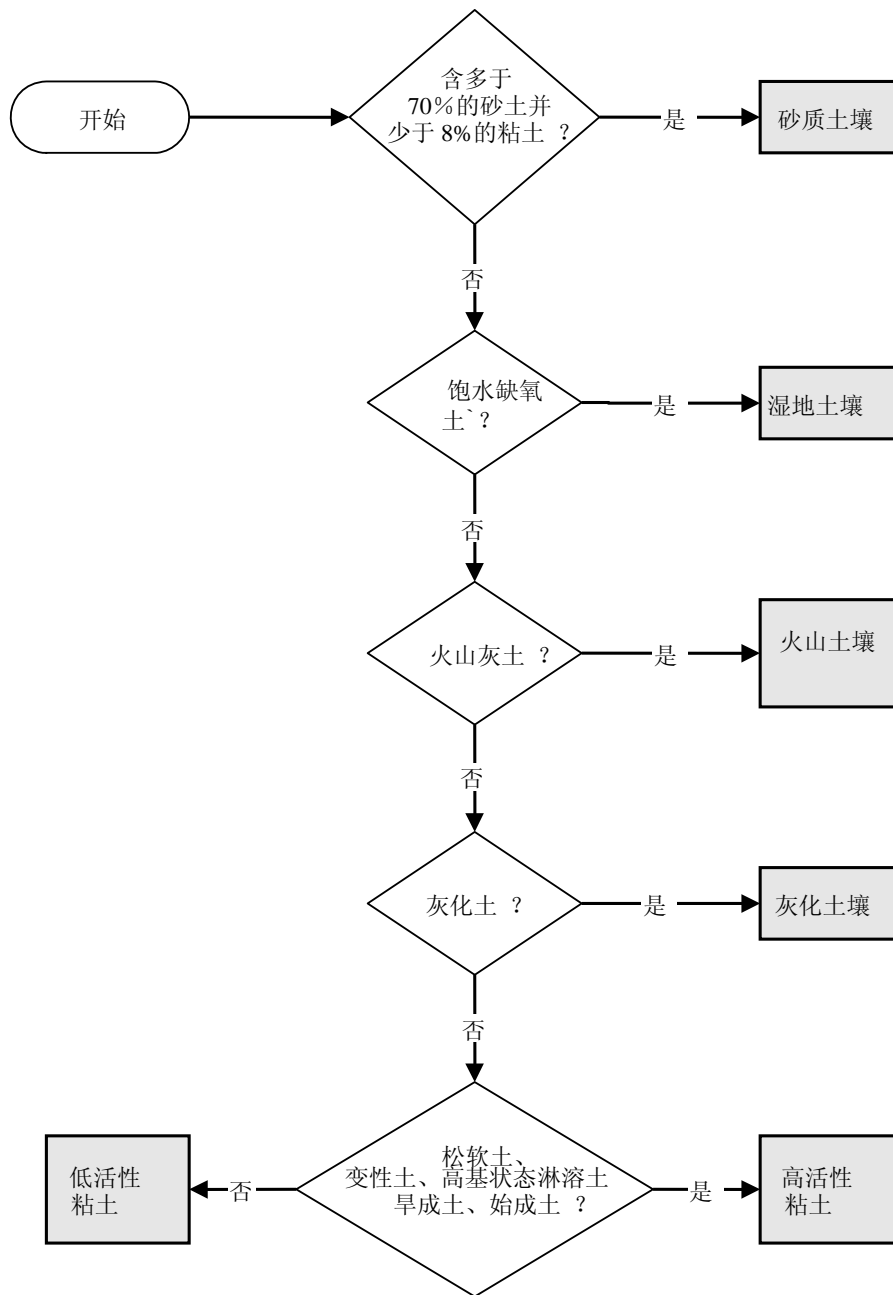 开始
含多于
70%的砂土并
少于 8%的粘土 ？
是
砂质土壤
否
饱水缺氧
土`？
是
湿地土壤
否
火山灰土 ？
是
火山土壤
否
灰化土 ？
是
灰化土壤
否
松软土、
变性土、高基状态淋溶土
旱成土、始成土 ？
否
低活性
粘土
是
高活性
粘土